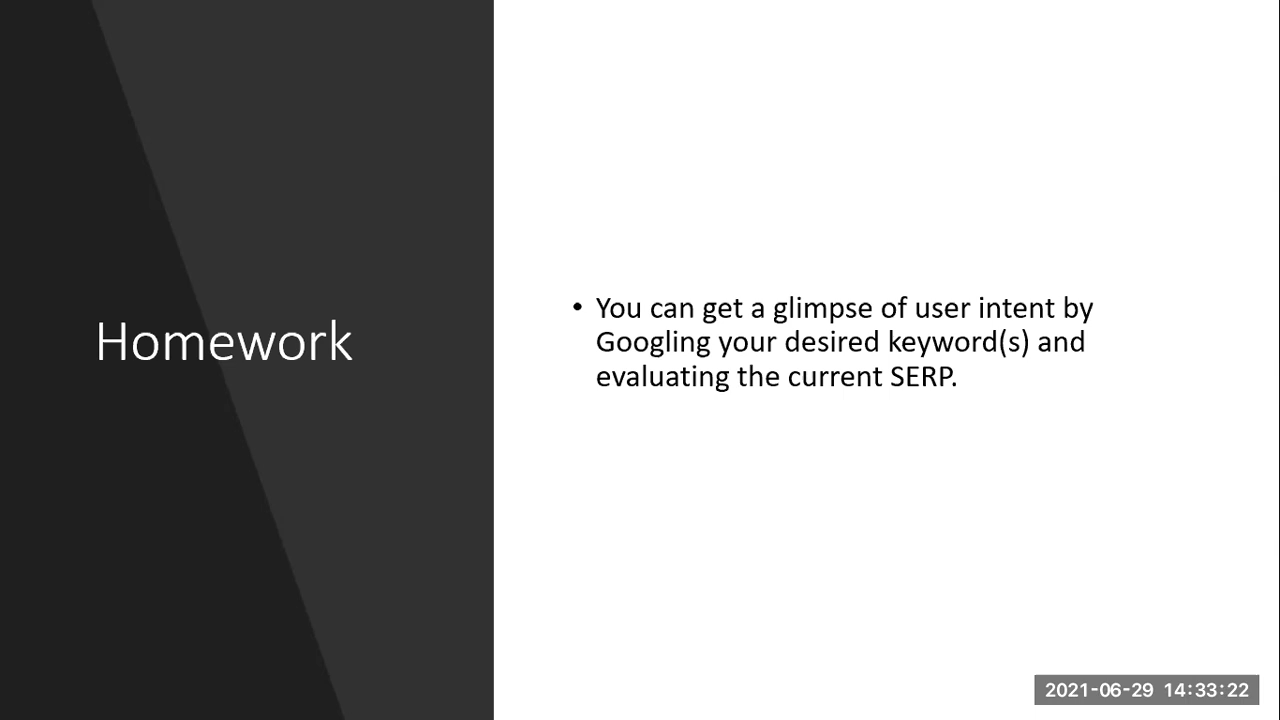 Homework
• You can get a glimpse of user intent by
Googling your desired keyword(s) and
evaluating the current SERP.
2021-06-29 14:33:22